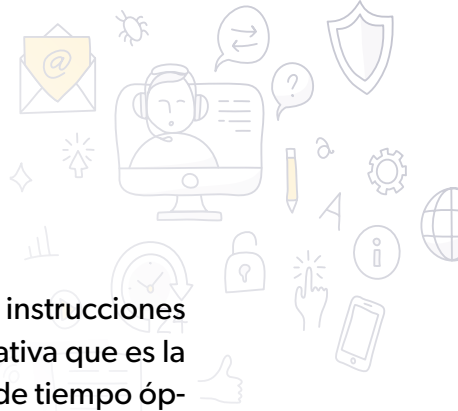 instrucciones
ativa que es la
de tiempo óp-